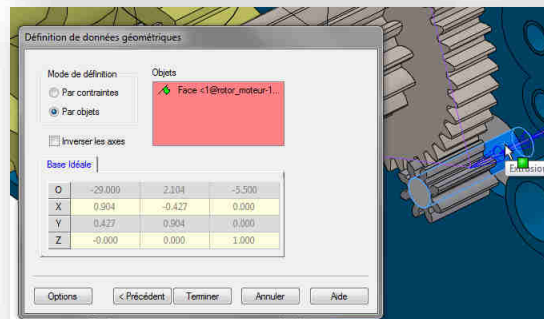 Définition de données géométriques
Mode de définition
Par contraintes
Par objets
Inverser les axes
Objets
Face <1@rotor_moteur-1...
Base Idéale
O -29.000 2.104 -5.500
X 0.904 -0.427 0.000
Y 0.427 0.904 0.000
Z -0.000 0.000 1.000
Options
< Précédent
Terminer
Annuler
Aide
Extrusion